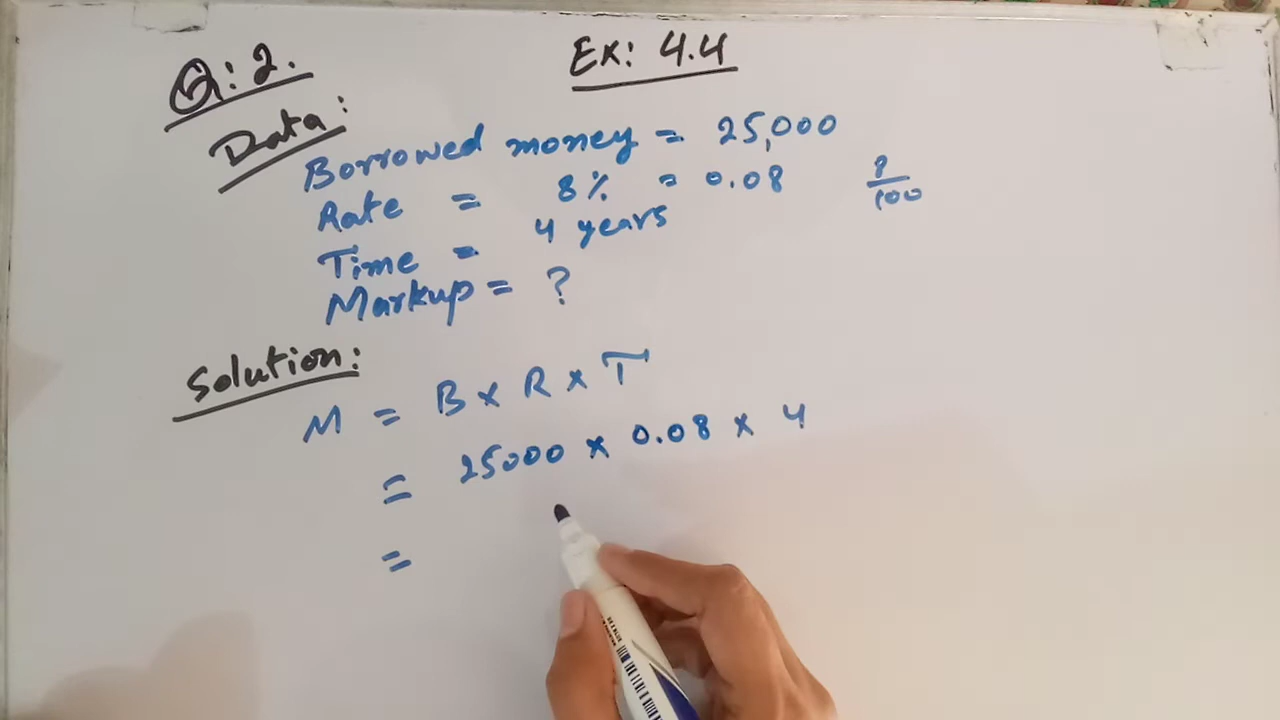 Ex: 4.4
Q:2.
Data:
Borrowed money = 25,000
Rate = 8% = 0.08
8/100
Time = 4 years
Markup = ?
Solution:
M = B × R × T
= 25000 × 0.08 × 4
=